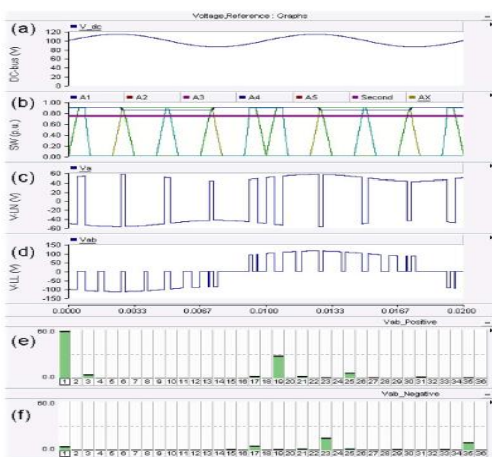 Voltage,Reference : Graphs
(a)
V_dc
DC-bus (V)
120
100
80
60
40
20
0
(b)
A1 A2 A3 A4 A5 Second AX
SW (p.u.)
1.00
0.80
0.60
0.40
0.20
0.00
(c)
Va
V-LN (V)
60
40
20
0
-20
-40
-60
(d)
Vab
V-LL (V)
150
100
50
0
-50
-100
-150
0.0000 0.0033 0.0067 0.0100 0.0133 0.0167 0.0200
Vab_Positive
(e)
0.0
1 2 3 4 5 6 7 8 9 10 11 12 13 14 15 16 17 18 19 20 21 22 23 24 25 26 27 28 29 30 31 32 33 34 35 36
Vab_Negative
(f)
0.0
1 2 3 4 5 6 7 8 9 10 11 12 13 14 15 16 17 18 19 20 21 22 23 24 25 26 27 28 29 30 31 32 33 34 35 36